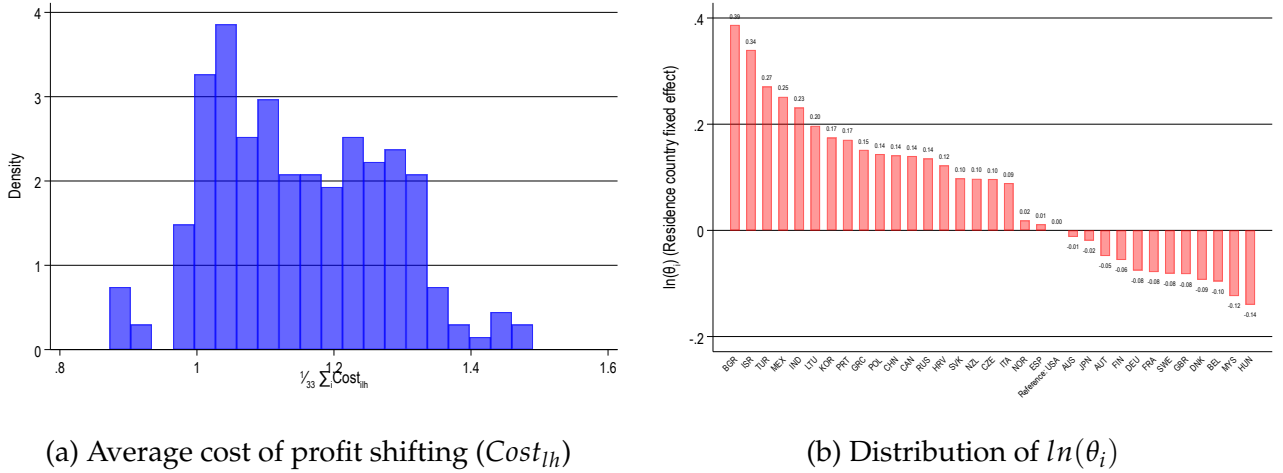 4
3
2
1
0
Density
.8
1
1.2
1.4
1.6
1⁄33 ∑i Costlh
(a) Average cost of profit shifting (Costlh)
.4
.2
0
-.2
ln(θi) (Residence country fixed effect)
0.39
0.34
0.27
0.25
0.23
0.20
0.17
0.17
0.15
0.14
0.14
0.14
0.14
0.12
0.10
0.10
0.10
0.09
0.02
0.01
0.00
-0.01
-0.02
-0.05
-0.06
-0.08
-0.08
-0.08
-0.08
-0.09
-0.10
-0.12
-0.14
BGR
ISR
TUR
MEX
IND
LTU
KOR
PRT
GRC
POL
CHN
CAN
RUS
HRV
SVK
NZL
CZE
ITA
NOR
ESP
Reference: USA
AUS
JPN
AUT
FIN
DEU
FRA
SWE
GBR
DNK
BEL
MYS
HUN
(b) Distribution of ln(θi)